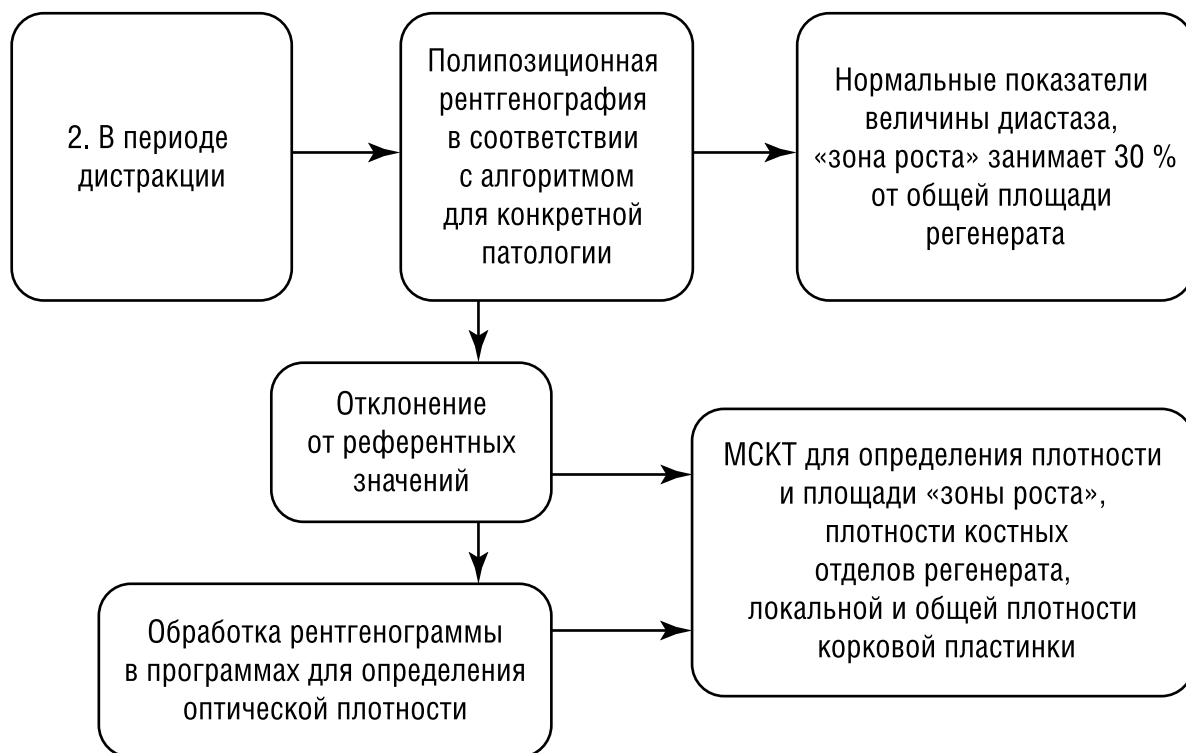 2. В периоде
дистракции
Полипозиционная
рентгенография
в соответствии
с алгоритмом
для конкретной
патологии
Нормальные показатели
величины диастаза,
«зона роста» занимает 30 %
от общей площади
регенерата
Отклонение
от референтных
значений
МСКТ для определения плотности
и площади «зоны роста»,
плотности костных
отделов регенерата,
локальной и общей плотности
корковой пластинки
Обработка рентгенограммы
в программах для определения
оптической плотности